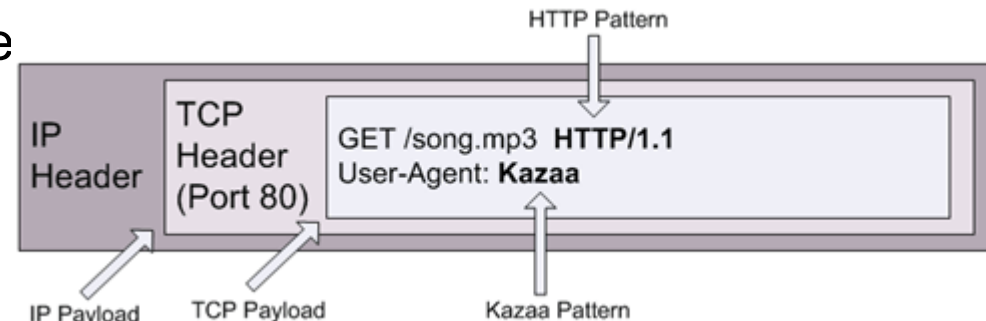 HTTP Pattern
e
IP
Header
TCP
Header
(Port 80)
GET /song.mp3 HTTP/1.1
User-Agent: Kazaa
IP Payload
TCP Payload
Kazaa Pattern